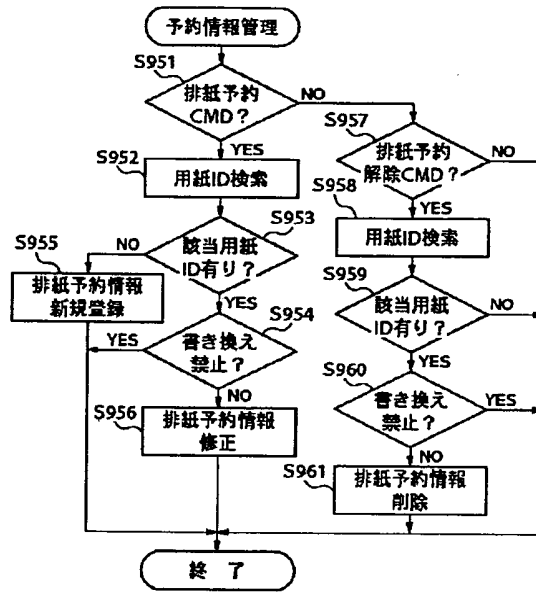 予約情報管理
S951
排紙予約
CMD?
NO
YES
S952
用紙ID検索
S953
該当用紙
ID有り?
NO
YES
S955
排紙予約情報
新規登録
S954
書き換え
禁止?
YES
NO
S956
排紙予約情報
修正
S957
排紙予約
解除CMD?
NO
YES
S958
用紙ID検索
S959
該当用紙
ID有り?
NO
YES
S960
書き換え
禁止?
YES
NO
S961
排紙予約情報
削除
終了